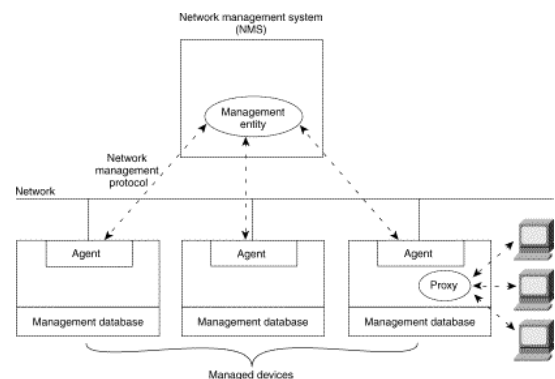 Network management system
(NMS)
Management
entity
Network
management
protocol
Network
Agent
Agent
Agent
Proxy
Management database
Management database
Management database
Managed devices